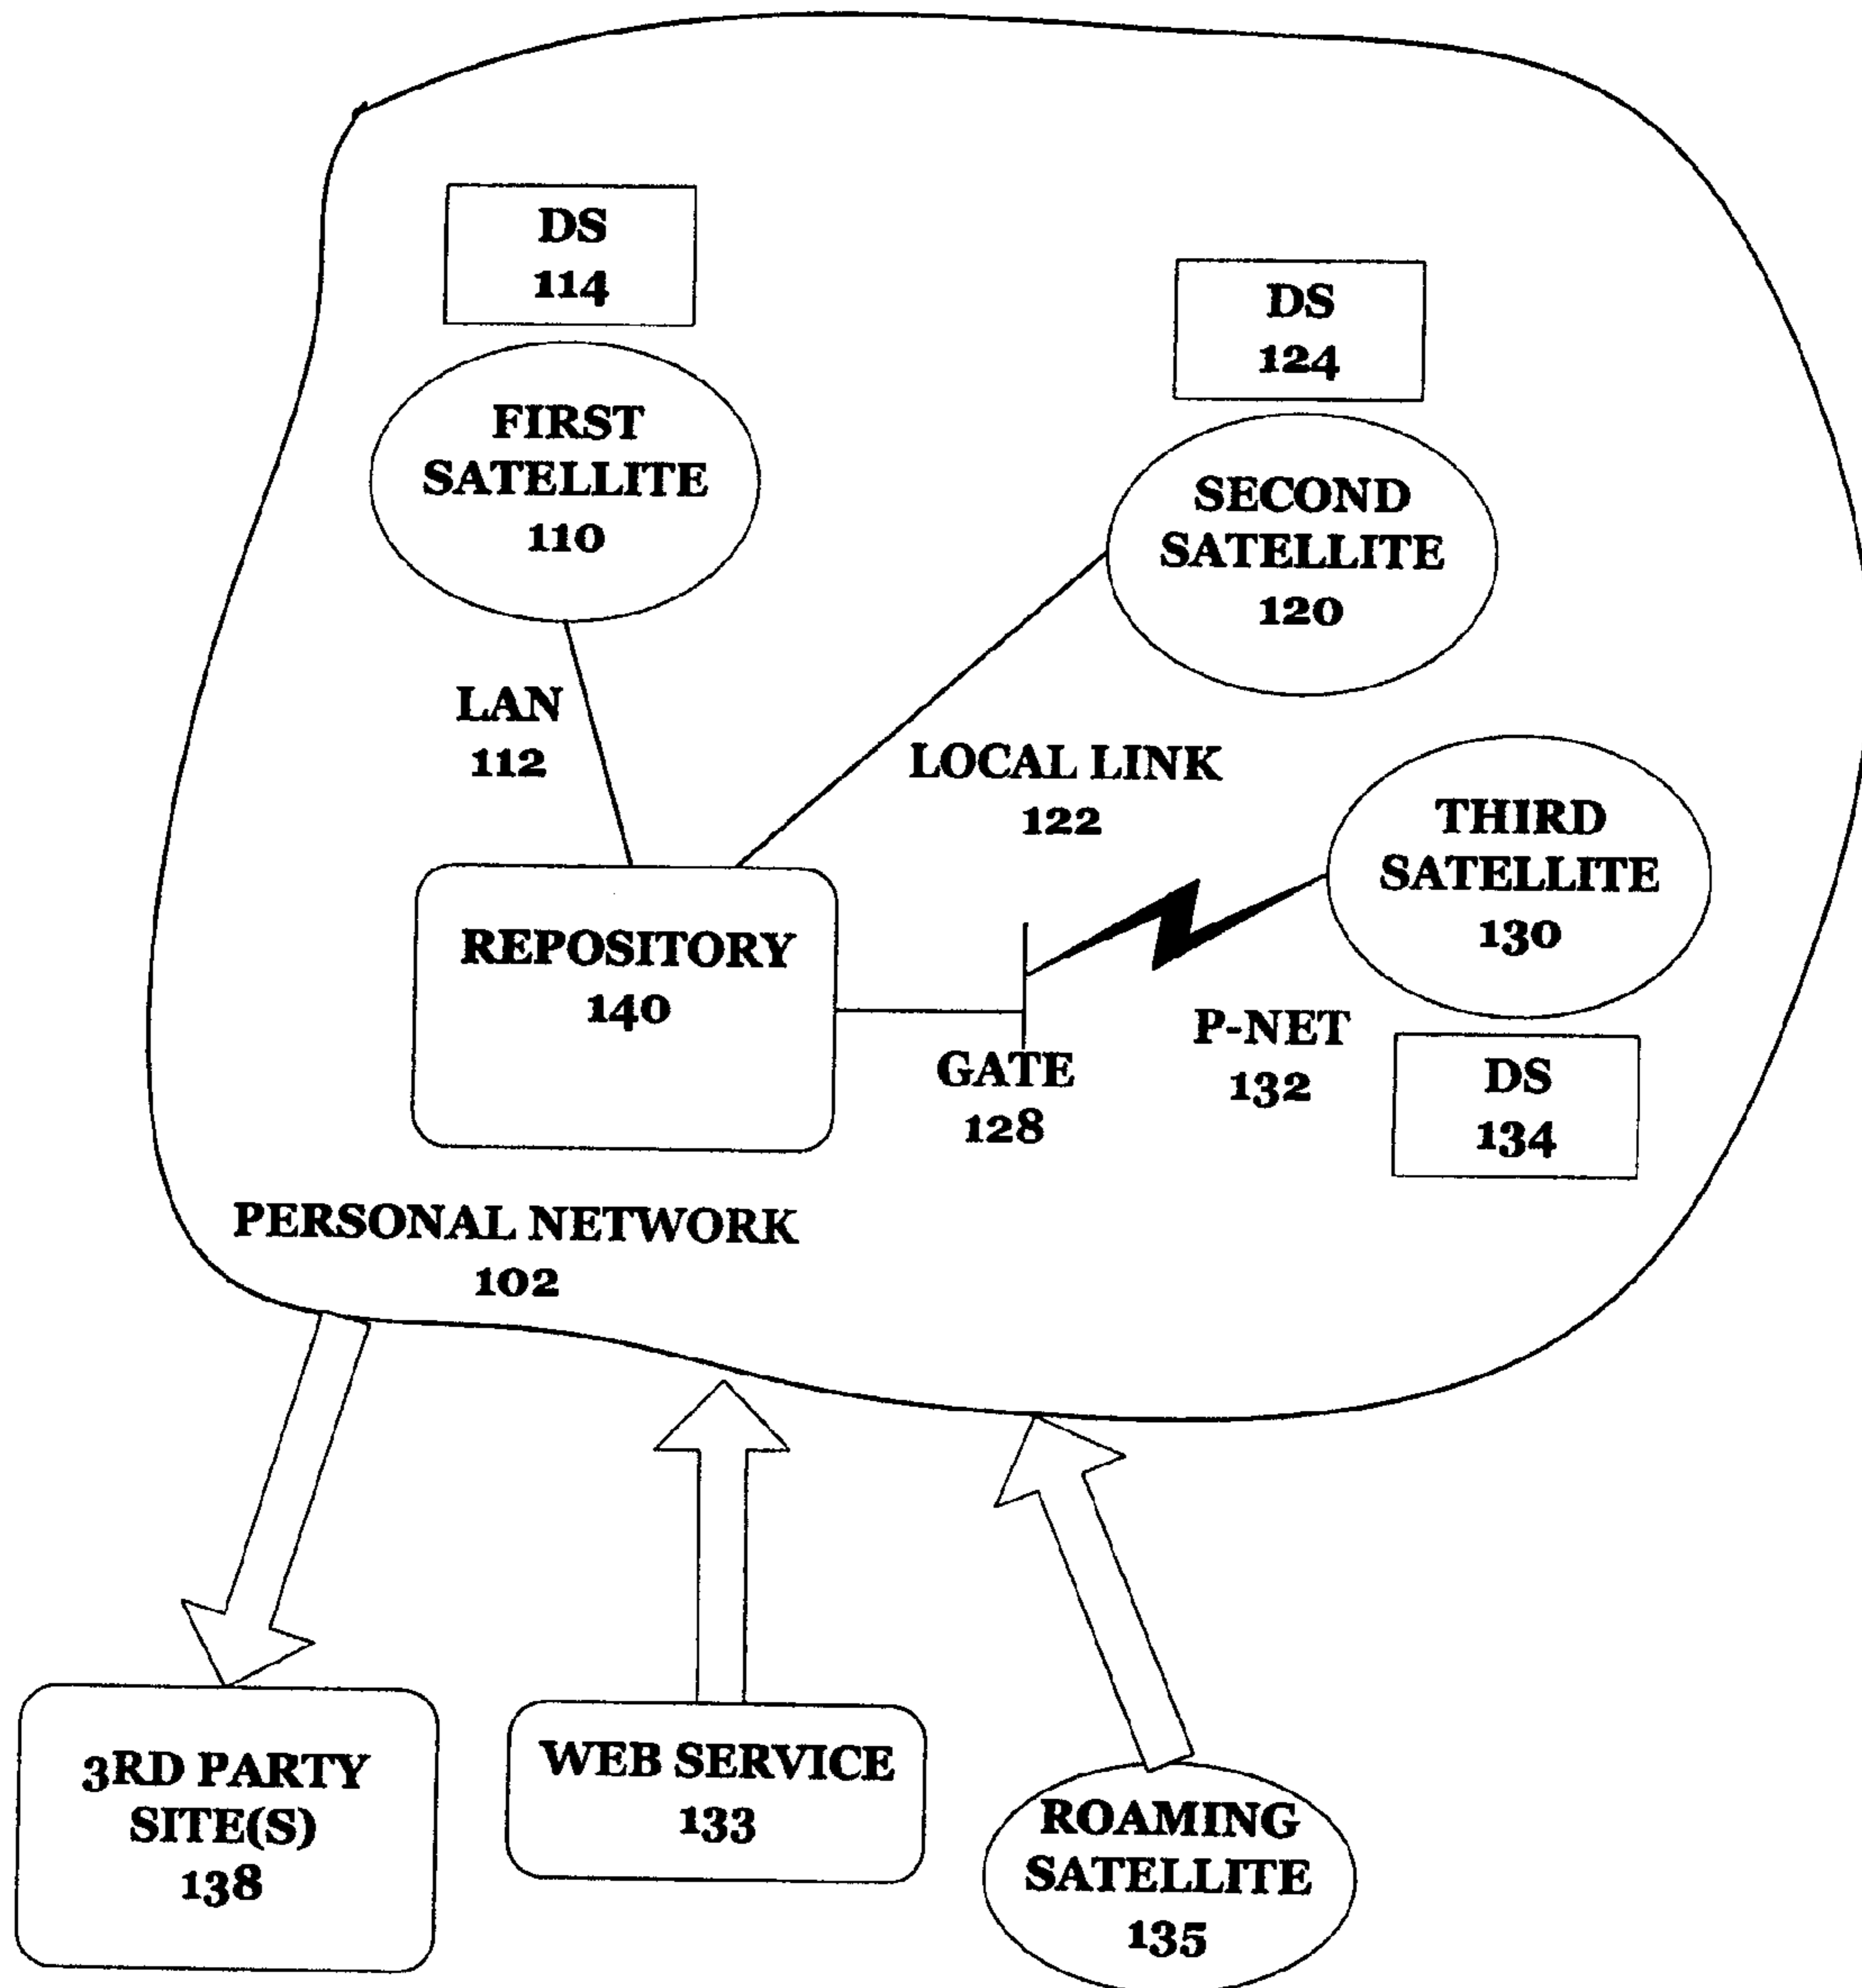 DS
114
FIRST
SATELLITE
110
DS
124
SECOND
SATELLITE
120
LAN
112
LOCAL LINK
122
THIRD
SATELLITE
130
REPOSITORY
140
GATE
128
P-NET
132
DS
134
PERSONAL NETWORK
102
3RD PARTY
SITE(S)
138
WEB SERVICE
133
ROAMING
SATELLITE
135